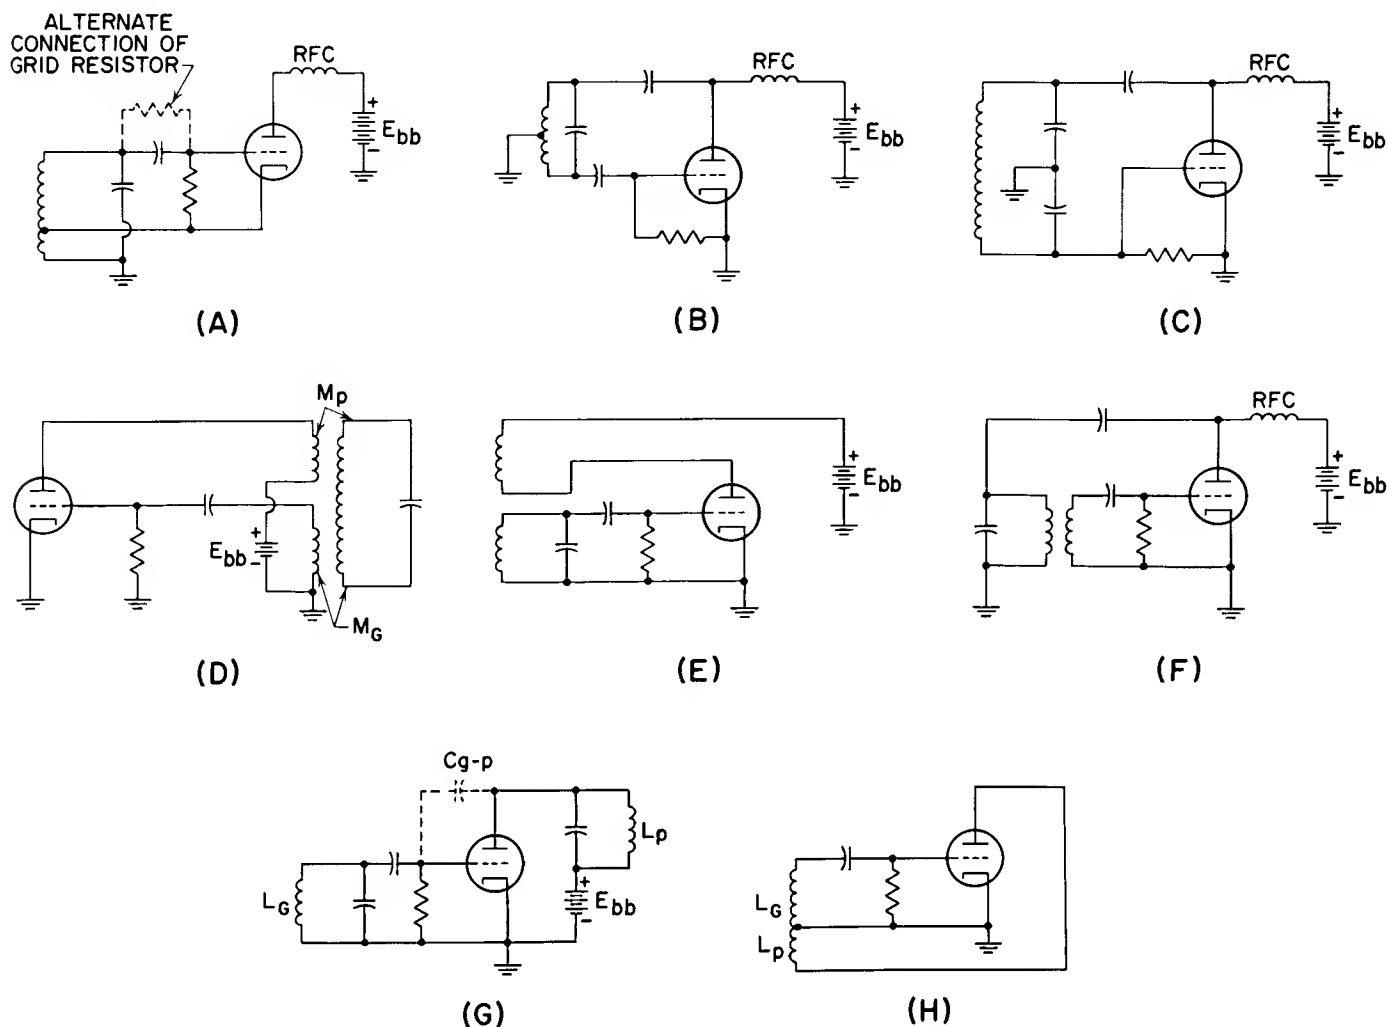 ALTERNATE
CONNECTION OF
GRID RESISTOR
RFC
+
Ebb
-
(A)
RFC
+
Ebb
-
(B)
RFC
+
Ebb
-
(C)
Mp
+
Ebb
-
MG
(D)
+
Ebb
-
(E)
RFC
+
Ebb
-
(F)
Cg-p
Lp
LG
+
Ebb
-
(G)
LG
Lp
(H)